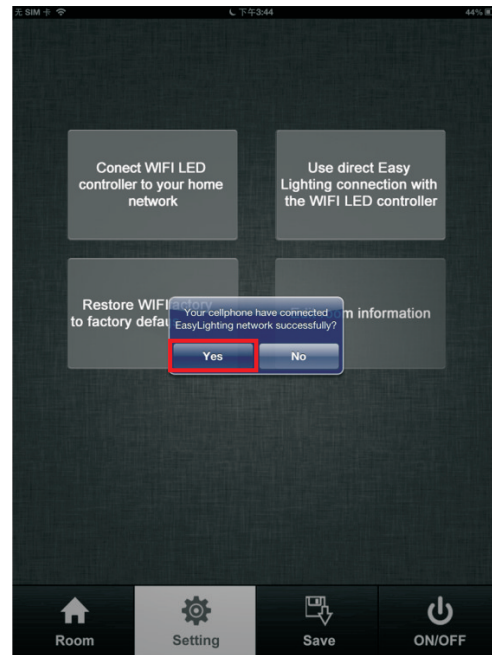 无 SIM 卡
下午3:44
44%
Conect WIFI LED
controller to your home
network
Use direct Easy
Lighting connection with
the WIFI LED controller
Restore WIFI factory
to factory defau
m information
Your cellphone have connected
EasyLighting network successfully?
Yes
No
Room
Setting
Save
ON/OFF